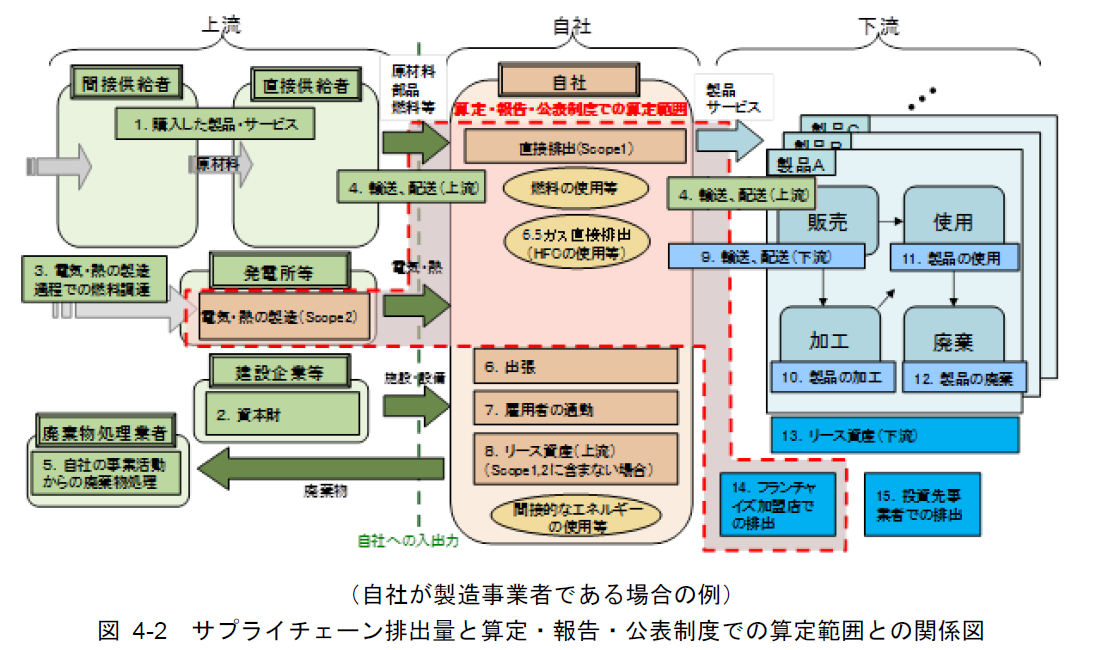 上流
自社
下流
間接供給者
直接供給者
原材料
部品
燃料等
自社
製品
サービス
算定・報告・公表制度での算定範囲
1. 購入した製品・サービス
直接排出(Scope1)
製品C
製品B
製品A
原材料
4. 輸送、配送(上流)
燃料の使用等
4. 輸送、配送(上流)
販売
使用
6.5ガス直接排出
(HFCの使用等)
9. 輸送、配送(下流)
11. 製品の使用
3. 電気・熱の製造
過程での燃料調達
発電所等
電気・熱
電気・熱の製造(Scope2)
加工
廃棄
建設企業等
施設・設備
6. 出張
10. 製品の加工
12. 製品の廃棄
2. 資本財
7. 雇用者の通勤
廃棄物処理業者
13. リース資産(下流)
5. 自社の事業活動
からの廃棄物処理
8. リース資産(上流)
(Scope1,2に含まない場合)
廃棄物
14. フランチャ
イズ加盟店で
の排出
15. 投資先事
業者での排出
間接的なエネルギー
の使用等
自社への入出力
(自社が製造事業者である場合の例)
図 4-2 サプライチェーン排出量と算定・報告・公表制度での算定範囲との関係図